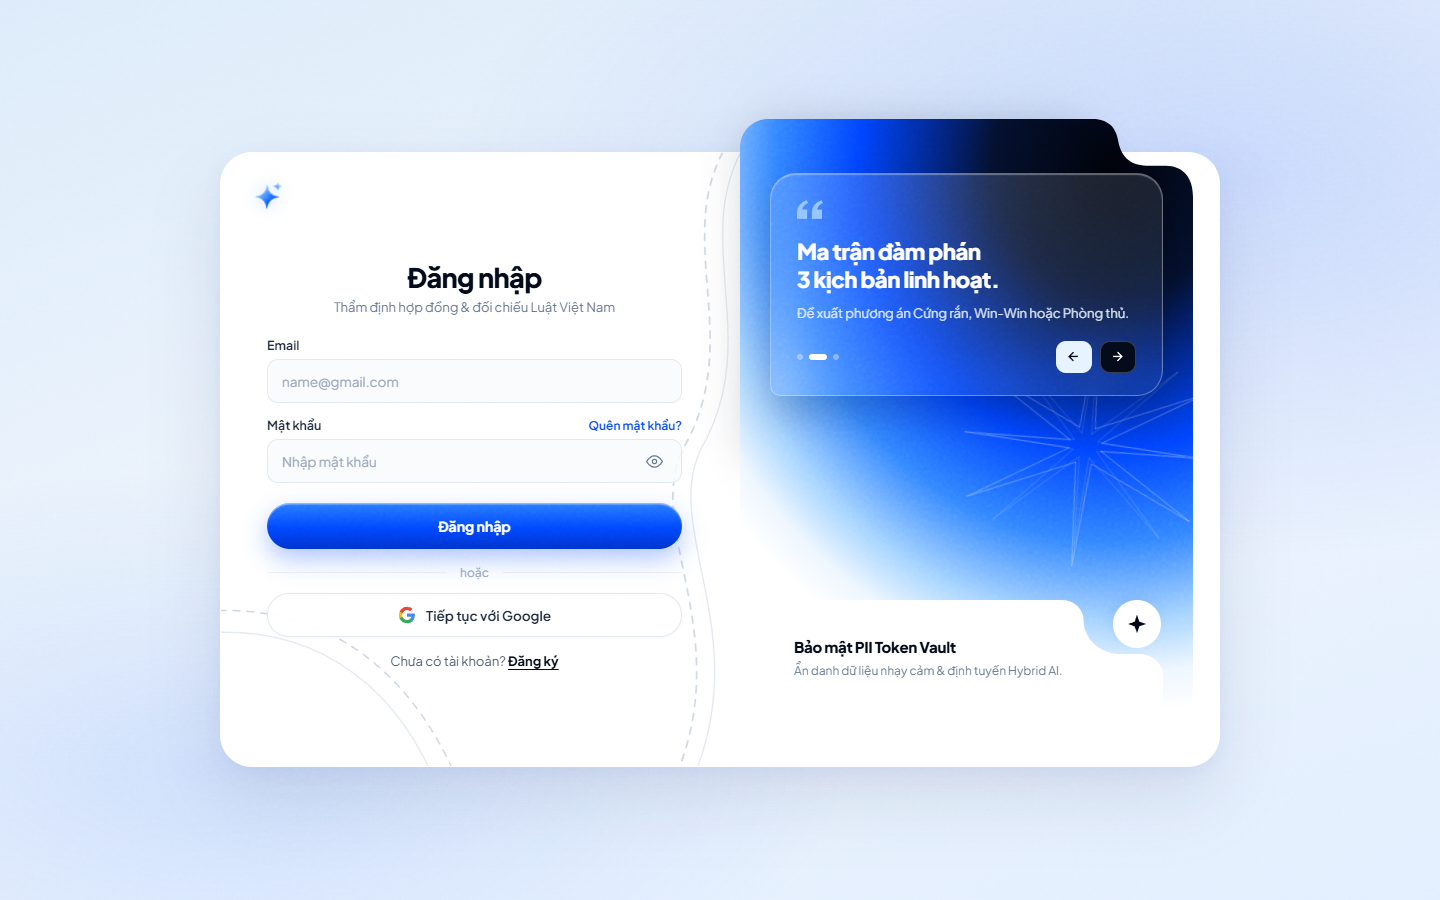 Đăng nhập
Thẩm định hợp đồng & đối chiếu Luật Việt Nam
Email
name@gmail.com
Mật khẩu
Quên mật khẩu?
Nhập mật khẩu
Đăng nhập
hoặc
Tiếp tục với Google
Chưa có tài khoản? Đăng ký
Ma trận đàm phán
3 kịch bản linh hoạt.
Đề xuất phương án Cứng rắn, Win-Win hoặc Phòng thủ.
Bảo mật PII Token Vault
Ẩn danh dữ liệu nhạy cảm & định tuyến Hybrid AI.